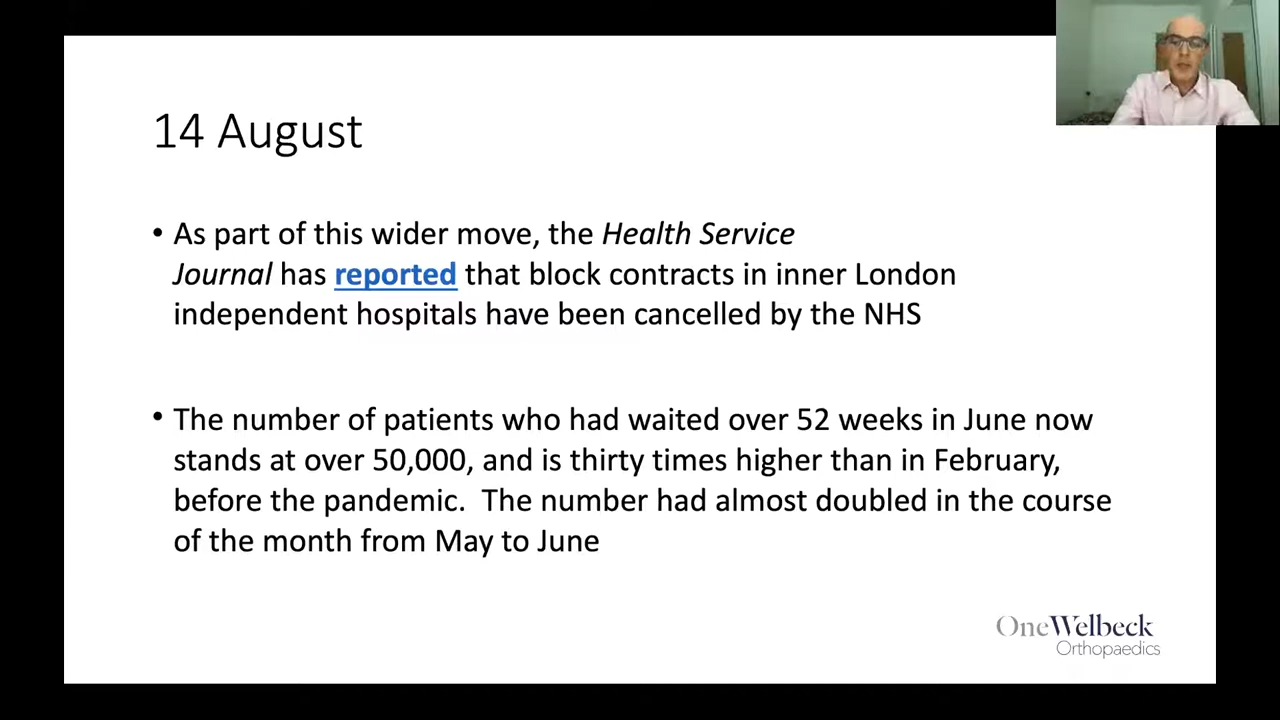 14 August
• As part of this wider move, the Health Service
Journal has reported that block contracts in inner London
independent hospitals have been cancelled by the NHS
• The number of patients who had waited over 52 weeks in June now
stands at over 50,000, and is thirty times higher than in February,
before the pandemic.  The number had almost doubled in the course
of the month from May to June
OneWelbeck
Orthopaedics